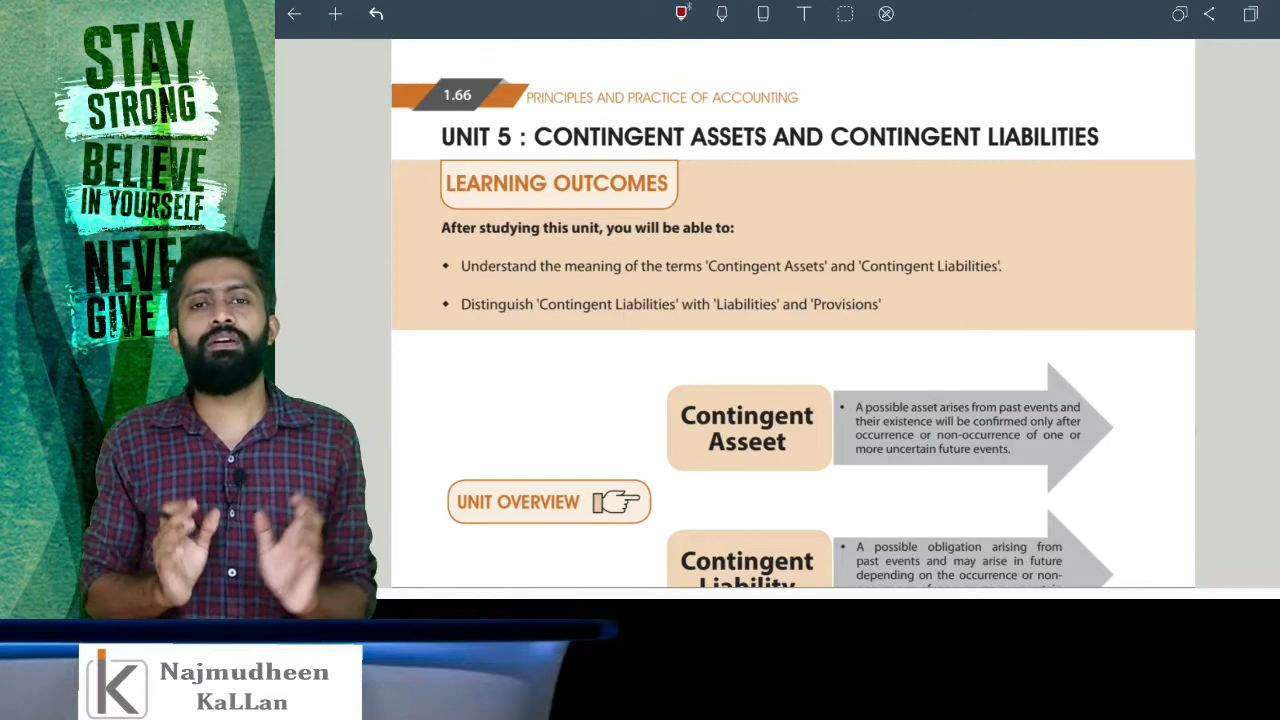 STAY
STRONG
BELIEVE
IN YOURSELF
NEVER
GIVE
1.66
PRINCIPLES AND PRACTICE OF ACCOUNTING
UNIT 5 : CONTINGENT ASSETS AND CONTINGENT LIABILITIES
LEARNING OUTCOMES
After studying this unit, you will be able to:
Understand the meaning of the terms 'Contingent Assets' and 'Contingent Liabilities'.
Distinguish 'Contingent Liabilities' with 'Liabilities' and 'Provisions'
Contingent
Asseet
• A possible asset arises from past events and
their existence will be confirmed only after
occurrence or non-occurrence of one or
more uncertain future events.
UNIT OVERVIEW
Contingent
Liability
• A possible obligation arising from
past events and may arise in future
depending on the occurrence or non-
Najmudheen
KaLLan